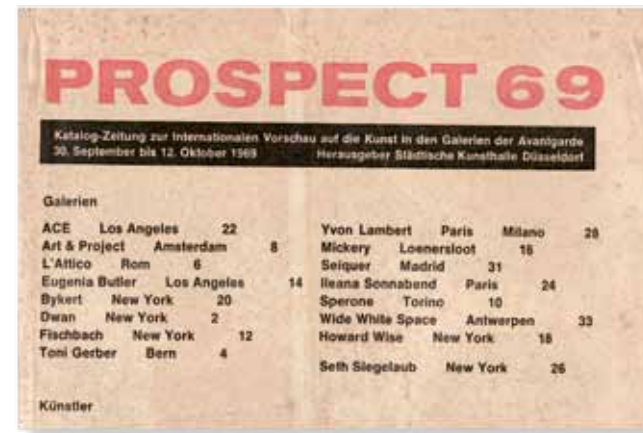 PROSPECT 69
Katalog-Zeitung zur Internationalen Vorschau auf die Kunst in den Galerien der Avantgarde
30. September bis 12. Oktober 1969 Herausgeber Städtische Kunsthalle Düsseldorf
Galerien
ACE Los Angeles 22
Art & Project Amsterdam 8
L'Attico Rom 6
Eugenia Butler Los Angeles 14
Bykert New York 20
Dwan New York 2
Fischbach New York 12
Toni Gerber Bern 4
Yvon Lambert Paris Milano 28
Mickery Loenersloot 16
Seiquer Madrid 31
Ileana Sonnabend Paris 24
Sperone Torino 10
Wide White Space Antwerpen 33
Howard Wise New York 18
Seth Siegelaub New York 26
Künstler